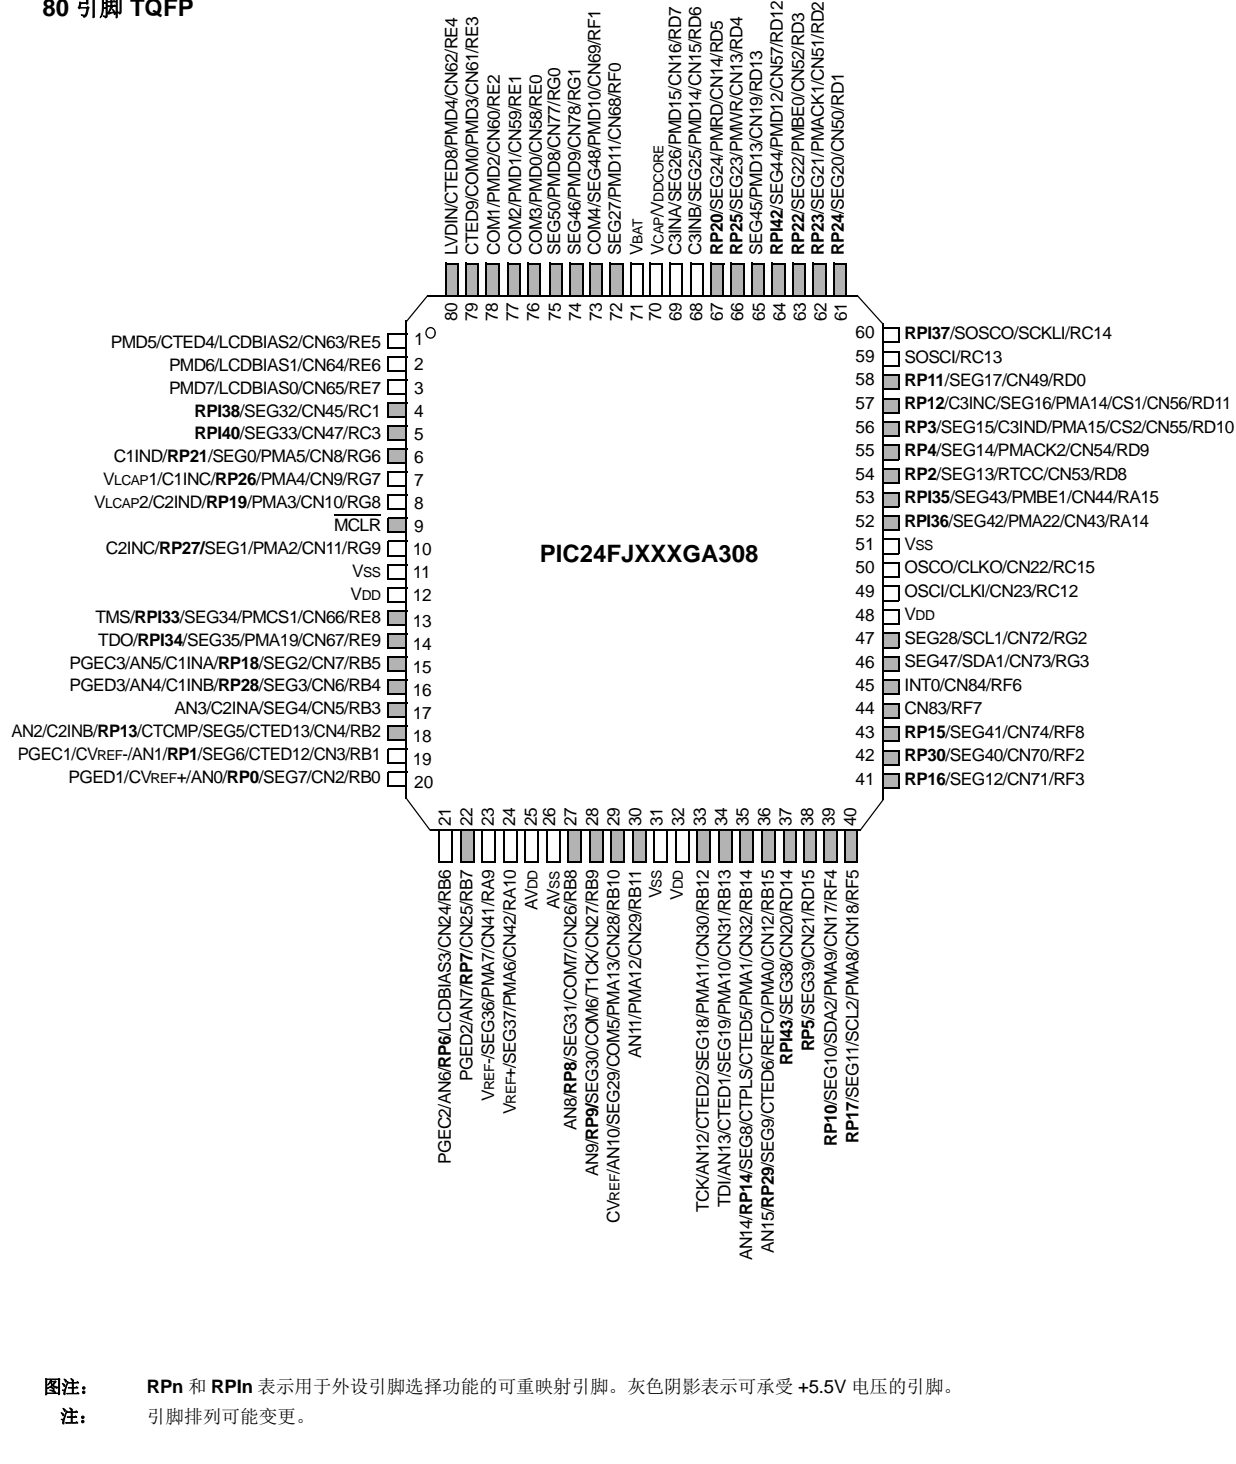 80 引脚 TQFP
LVDIN/CTED8/PMD4/CN62/RE4
CTED9/COM0/PMD3/CN61/RE3
COM1/PMD2/CN60/RE2
COM2/PMD1/CN59/RE1
COM3/PMD0/CN58/RE0
SEG50/PMD8/CN77/RG0
SEG46/PMD9/CN78/RG1
COM4/SEG48/PMD10/CN69/RF1
SEG27/PMD11/CN68/RF0
VBAT
VCAP/VDDCORE
C3INA/SEG26/PMD15/CN16/RD7
C3INB/SEG25/PMD14/CN15/RD6
RP20/SEG24/PMRD/CN14/RD5
RP25/SEG23/PMWR/CN13/RD4
SEG45/PMD13/CN19/RD13
RPI42/SEG44/PMD12/CN57/RD12
RP22/SEG22/PMBE0/CN52/RD3
RP23/SEG21/PMACK1/CN51/RD2
RP24/SEG20/CN50/RD1
80 79 78 77 76 75 74 73 72 71 70 69 68 67 66 65 64 63 62 61
PMD5/CTED4/LCDBIAS2/CN63/RE5 1
PMD6/LCDBIAS1/CN64/RE6 2
PMD7/LCDBIAS0/CN65/RE7 3
RPI38/SEG32/CN45/RC1 4
RPI40/SEG33/CN47/RC3 5
C1IND/RP21/SEG0/PMA5/CN8/RG6 6
VLCAP1/C1INC/RP26/PMA4/CN9/RG7 7
VLCAP2/C2IND/RP19/PMA3/CN10/RG8 8
MCLR 9
C2INC/RP27/SEG1/PMA2/CN11/RG9 10
VSS 11
VDD 12
TMS/RPI33/SEG34/PMCS1/CN66/RE8 13
TDO/RPI34/SEG35/PMA19/CN67/RE9 14
PGEC3/AN5/C1INA/RP18/SEG2/CN7/RB5 15
PGED3/AN4/C1INB/RP28/SEG3/CN6/RB4 16
AN3/C2INA/SEG4/CN5/RB3 17
AN2/C2INB/RP13/CTCMP/SEG5/CTED13/CN4/RB2 18
PGEC1/CVREF-/AN1/RP1/SEG6/CTED12/CN3/RB1 19
PGED1/CVREF+/AN0/RP0/SEG7/CN2/RB0 20
PIC24FJXXXGA308
60 RPI37/SOSCO/SCKLI/RC14
59 SOSCI/RC13
58 RP11/SEG17/CN49/RD0
57 RP12/C3INC/SEG16/PMA14/CS1/CN56/RD11
56 RP3/SEG15/C3IND/PMA15/CS2/CN55/RD10
55 RP4/SEG14/PMACK2/CN54/RD9
54 RP2/SEG13/RTCC/CN53/RD8
53 RPI35/SEG43/PMBE1/CN44/RA15
52 RPI36/SEG42/PMA22/CN43/RA14
51 VSS
50 OSCO/CLKO/CN22/RC15
49 OSCI/CLKI/CN23/RC12
48 VDD
47 SEG28/SCL1/CN72/RG2
46 SEG47/SDA1/CN73/RG3
45 INT0/CN84/RF6
44 CN83/RF7
43 RP15/SEG41/CN74/RF8
42 RP30/SEG40/CN70/RF2
41 RP16/SEG12/CN71/RF3
21 22 23 24 25 26 27 28 29 30 31 32 33 34 35 36 37 38 39 40
PGEC2/AN6/RP6/LCDBIAS3/CN24/RB6
PGED2/AN7/RP7/CN25/RB7
VREF-/SEG36/PMA7/CN41/RA9
VREF+/SEG37/PMA6/CN42/RA10
AVDD
AVSS
AN8/RP8/SEG31/COM7/CN26/RB8
AN9/RP9/SEG30/COM6/T1CK/CN27/RB9
CVREF/AN10/SEG29/COM5/PMA13/CN28/RB10
AN11/PMA12/CN29/RB11
VSS
VDD
TCK/AN12/CTED2/SEG18/PMA11/CN30/RB12
TDI/AN13/CTED1/SEG19/PMA10/CN31/RB13
AN14/RP14/SEG8/CTPLS/CTED5/PMA1/CN32/RB14
AN15/RP29/SEG9/CTED6/REFO/PMA0/CN12/RB15
RPI43/SEG38/CN20/RD14
RP5/SEG39/CN21/RD15
RP10/SEG10/SDA2/PMA9/CN17/RF4
RP17/SEG11/SCL2/PMA8/CN18/RF5
图注： RPn 和 RPIn 表示用于外设引脚选择功能的可重映射引脚。灰色阴影表示可承受 +5.5V 电压的引脚。
注： 引脚排列可能变更。